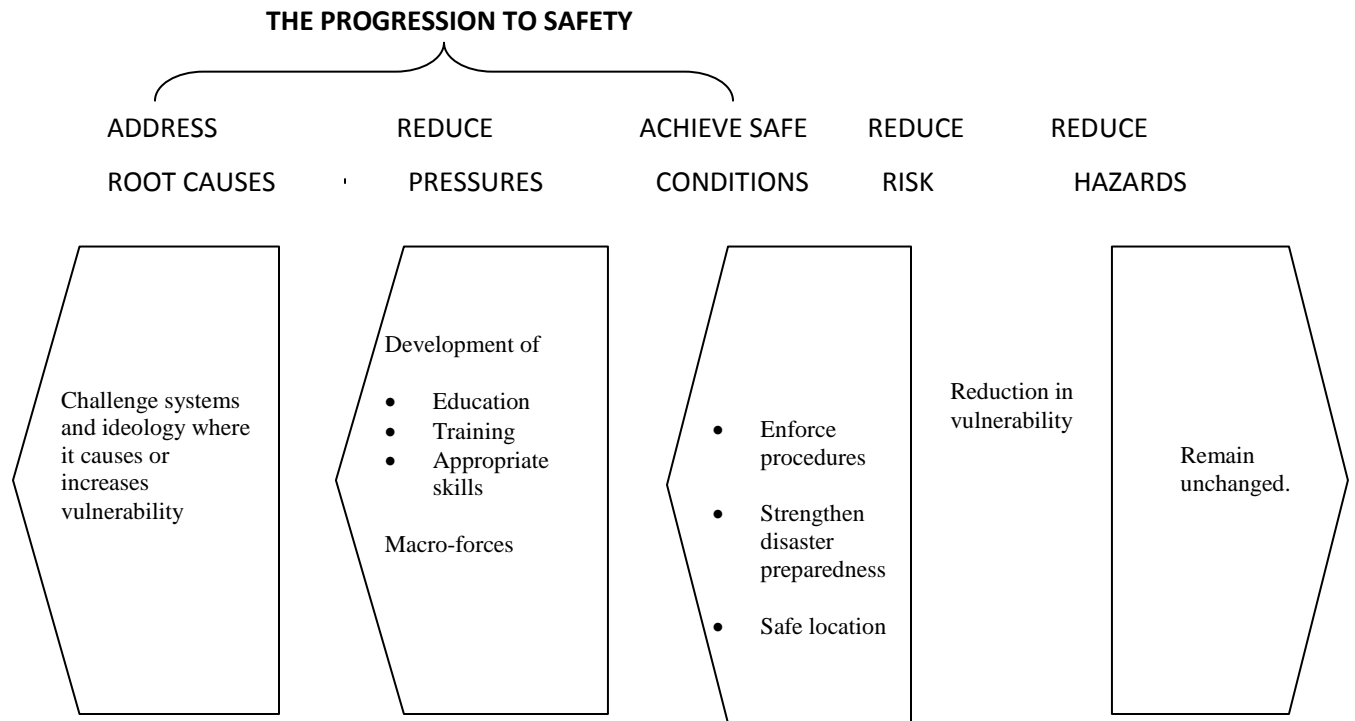 THE PROGRESSION TO SAFETY
ADDRESS
ROOT CAUSES
REDUCE
PRESSURES
ACHIEVE SAFE
CONDITIONS
REDUCE
RISK
REDUCE
HAZARDS
Challenge systems
and ideology where
it causes or
increases
vulnerability
Development of
• Education
• Training
• Appropriate
skills
Macro-forces
• Enforce
procedures
• Strengthen
disaster
preparedness
• Safe location
Reduction in
vulnerability
Remain
unchanged.